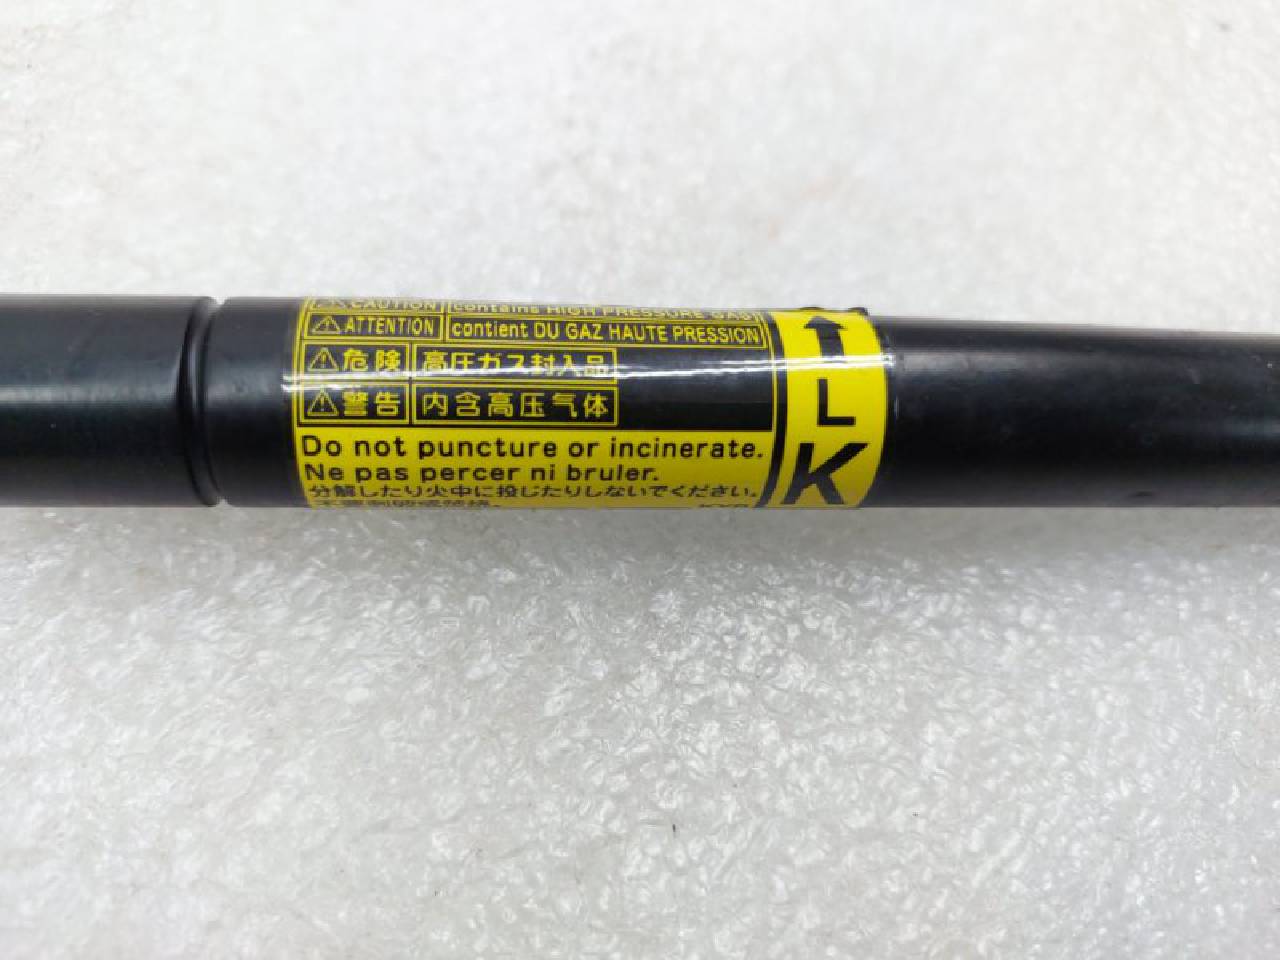 ⚠ CAUTION contains HIGH PRESSURE GAS
⚠ ATTENTION contient DU GAZ HAUTE PRESSION
⚠ 危険 高圧ガス封入品
⚠ 警告 内含高压气体
Do not puncture or incinerate.
Ne pas percer ni bruler.
分解したり火中に投じたりしないでください。
L
K